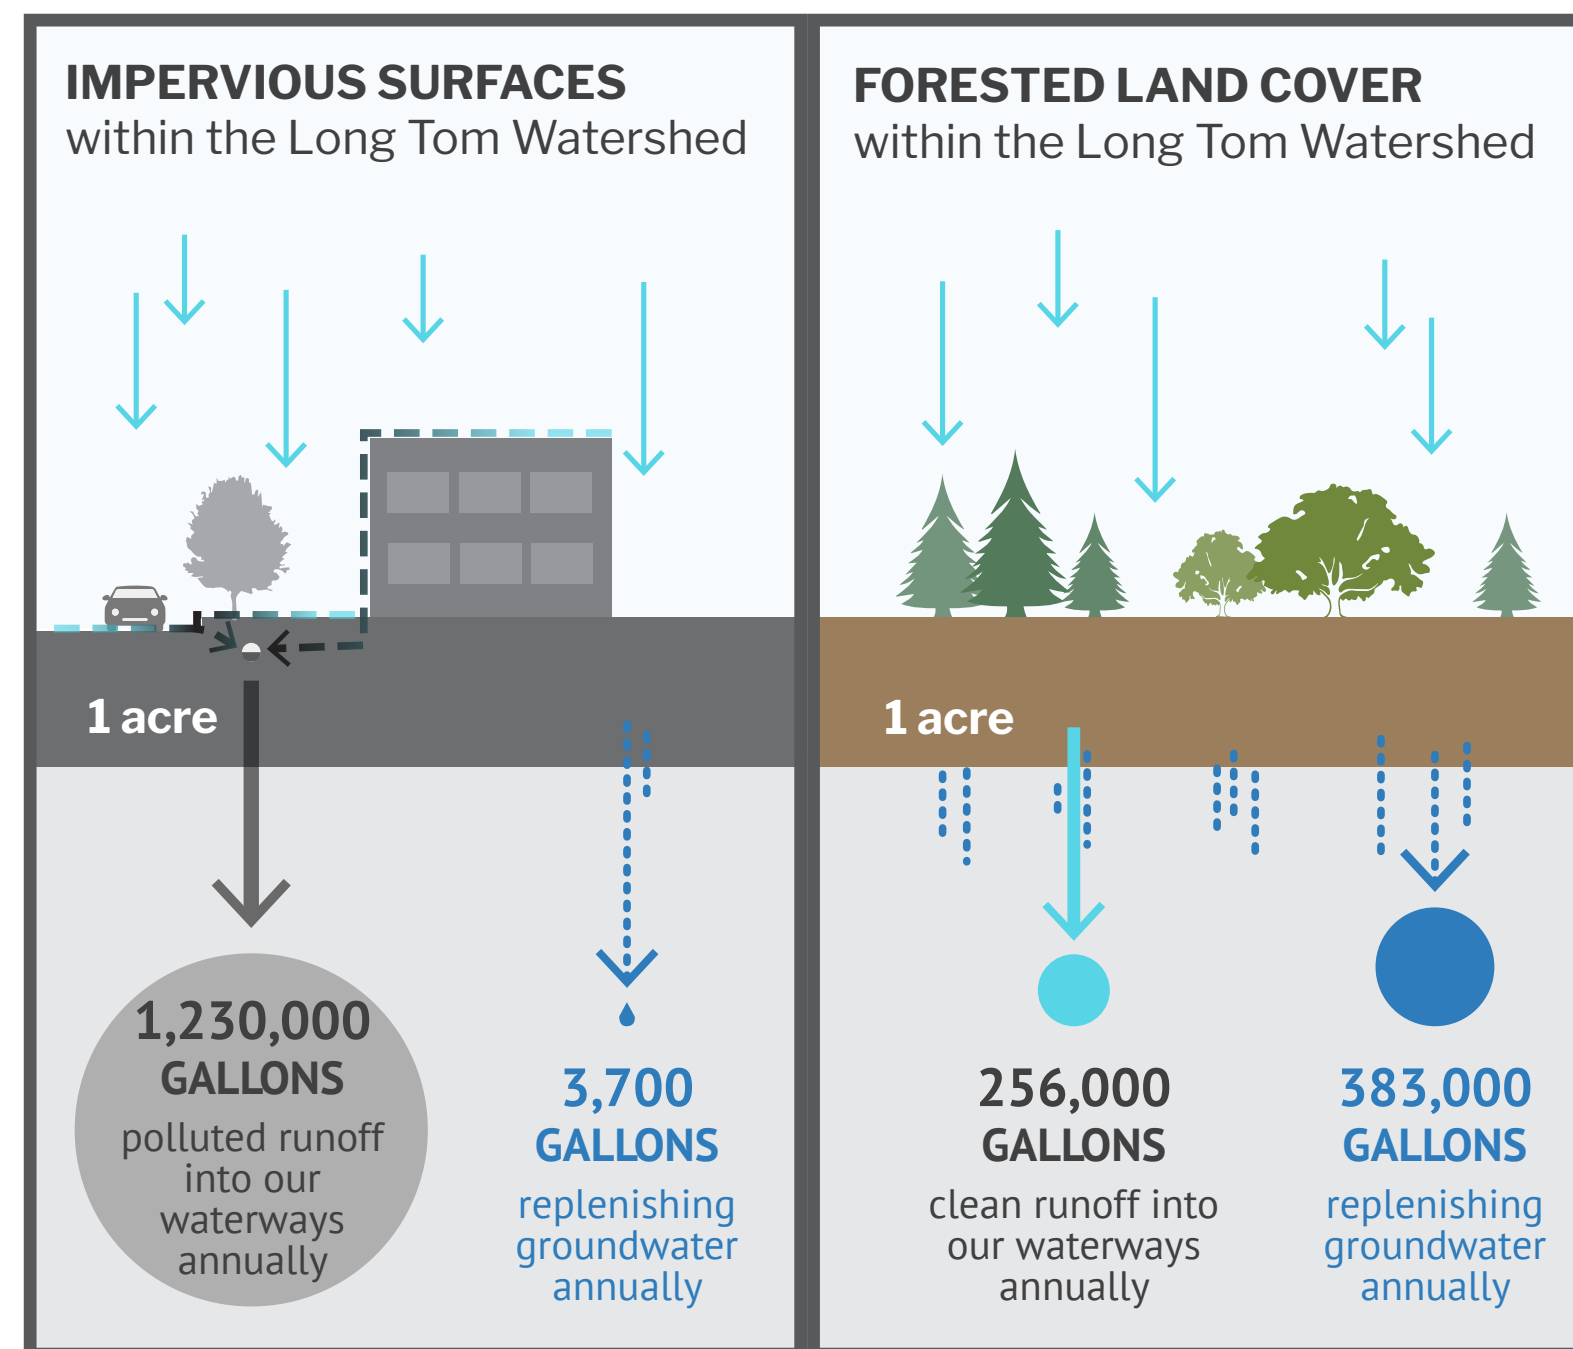 IMPERVIOUS SURFACES
within the Long Tom Watershed
1 acre
1,230,000
GALLONS
polluted runoff
into our
waterways
annually
3,700
GALLONS
replenishing
groundwater
annually
FORESTED LAND COVER
within the Long Tom Watershed
1 acre
256,000
GALLONS
clean runoff into
our waterways
annually
383,000
GALLONS
replenishing
groundwater
annually